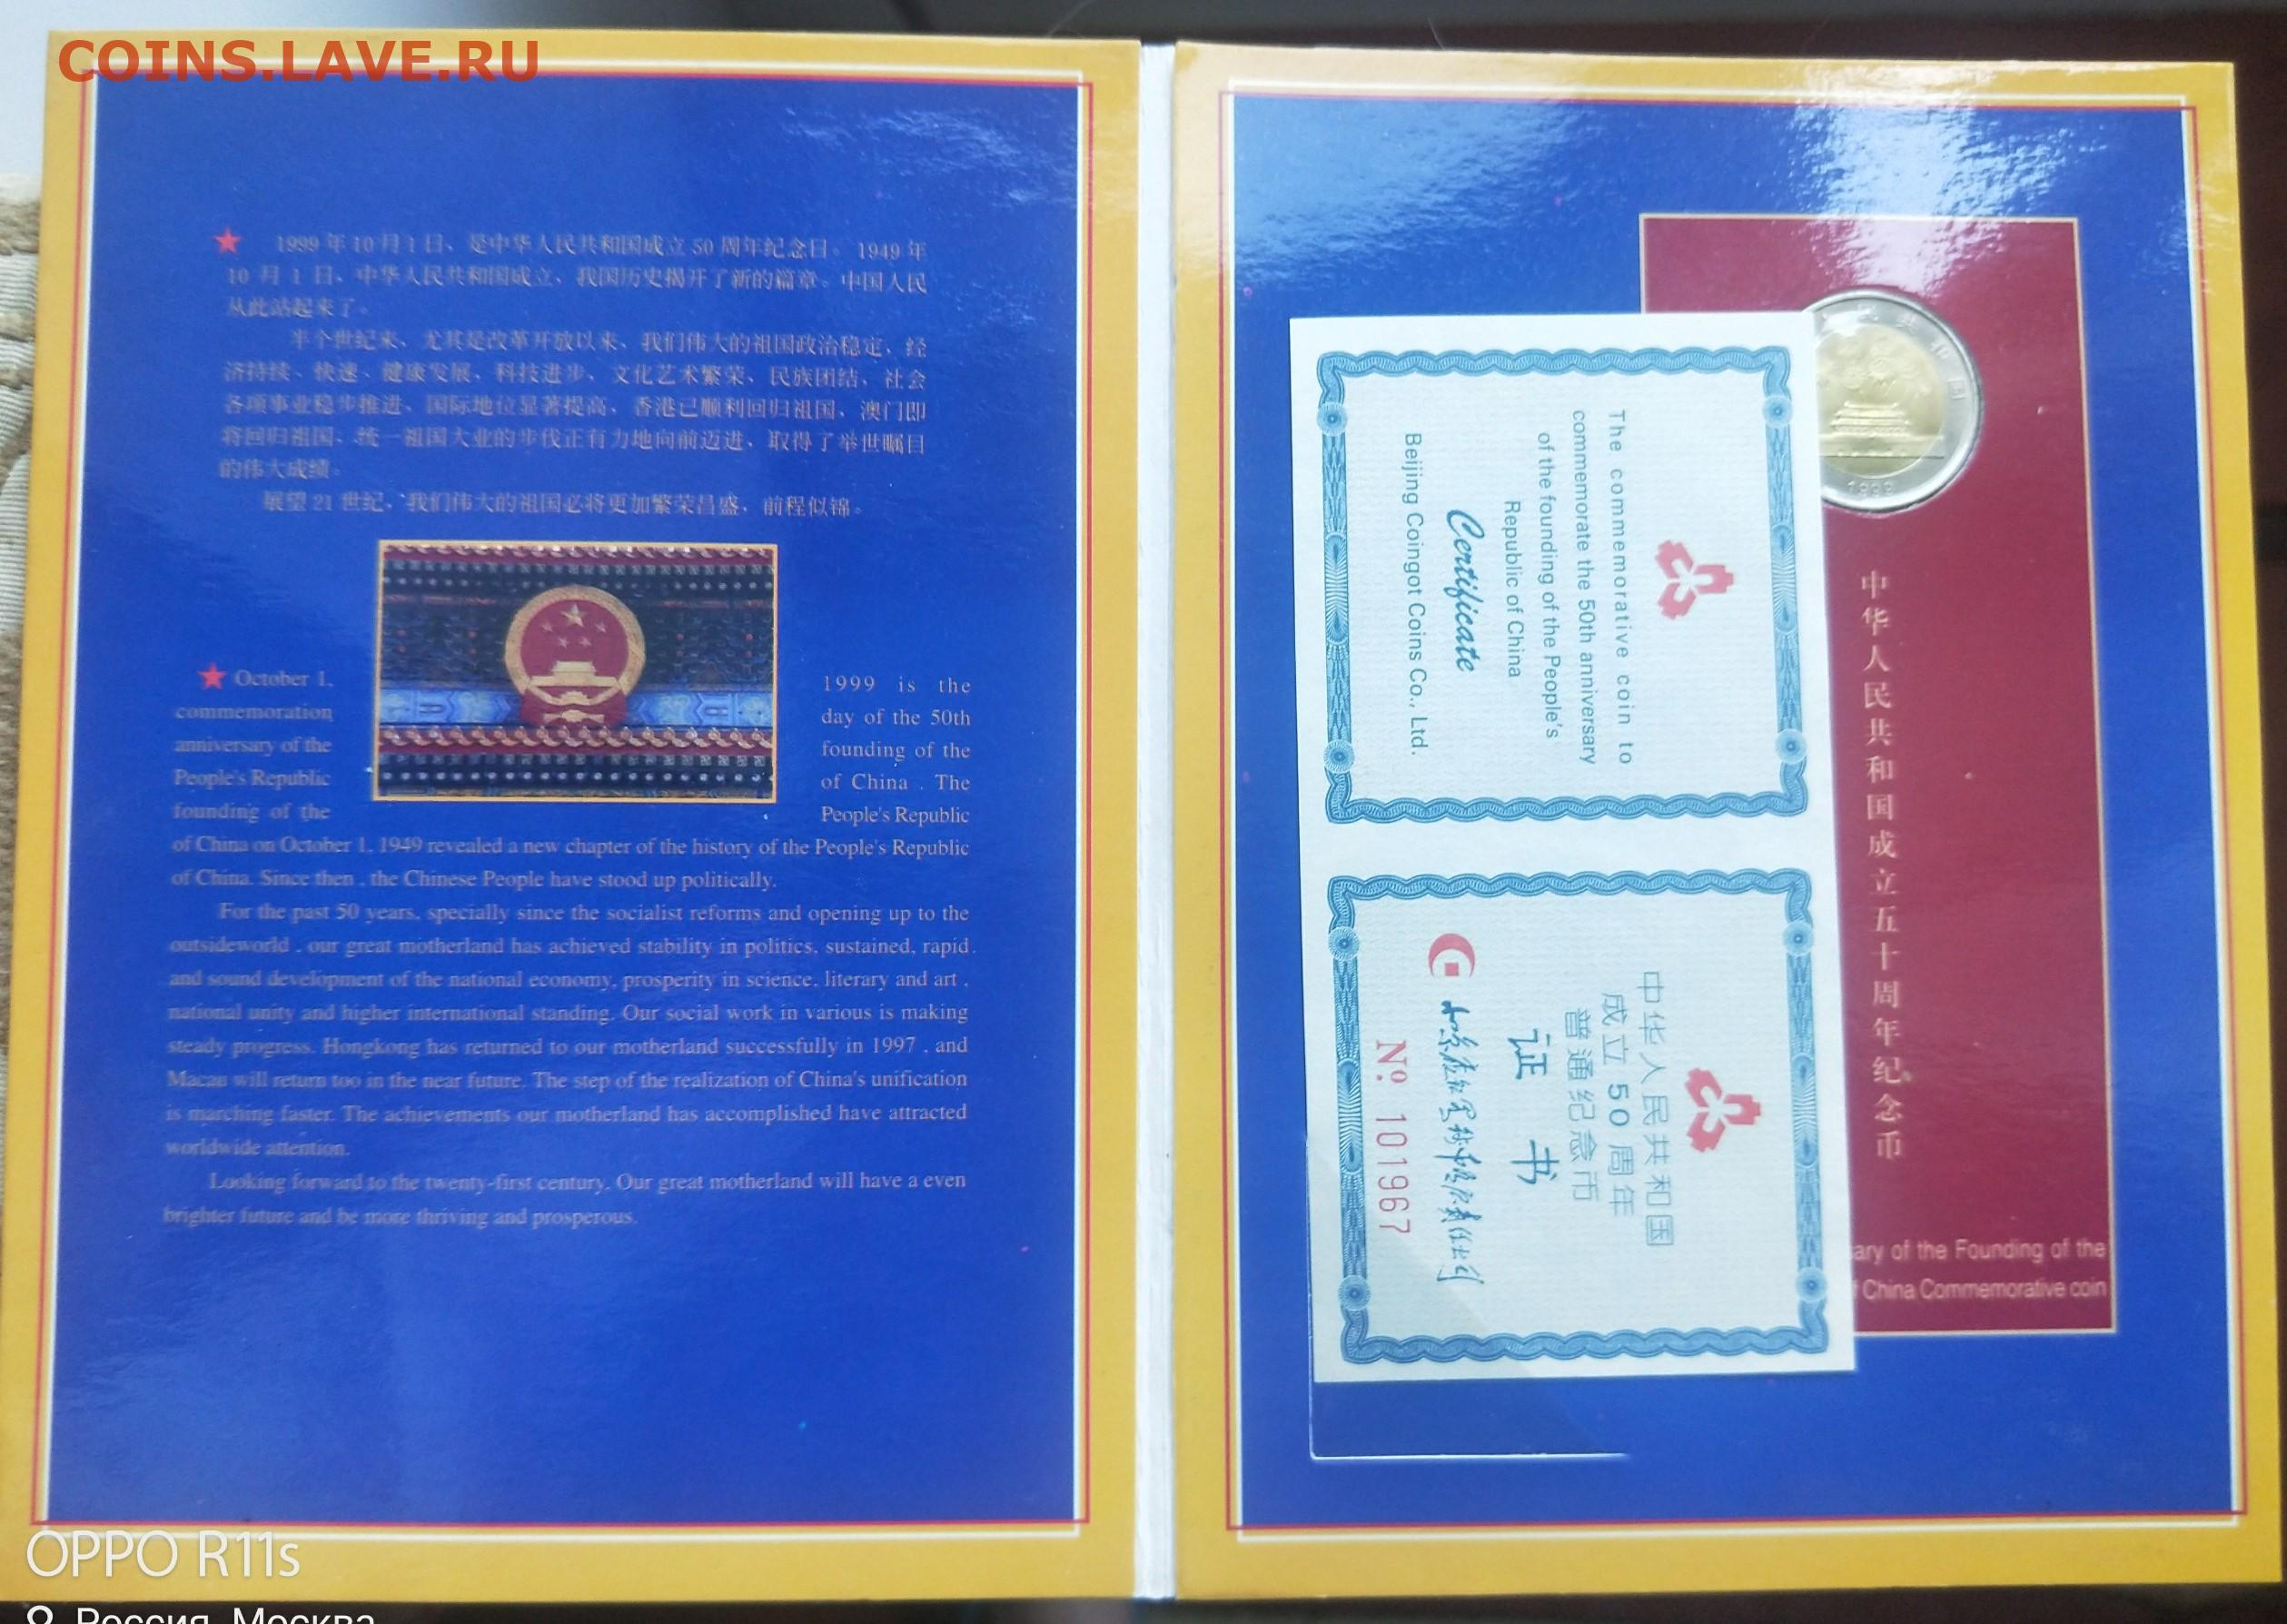 COINS.LAVE.RU
★ 1999 年 10 月 1 日、是中华人民共和国成立 50 周年纪念日。 1949 年
10 月 1 日、中华人民共和国成立、我国历史揭开了新的篇章。中国人民
从此站起来了。
半个世纪来、尤其是改革开放以来、我们伟大的祖国政治稳定、经
济持续、快速、健康发展、科技进步、文化艺术繁荣、民族团结、社会
各项事业稳步推进、国际地位显著提高、香港已顺利回归祖国、澳门即
将回归祖国、统一祖国大业的步伐正有力地向前迈进、取得了举世瞩目
的伟大成绩。
展望 21 世纪、我们伟大的祖国必将更加繁荣昌盛、前程似锦。
★ October 1, 1999 is the
commemoration day of the 50th
anniversary of the founding of the
People's Republic of China . The
founding of the People's Republic
of China on October 1, 1949 revealed a new chapter of the history of the People's Republic
of China. Since then , the Chinese People have stood up politically.
For the past 50 years, specially since the socialist reforms and opening up to the
outsideworld , our great motherland has achieved stability in politics, sustained, rapid
and sound development of the national economy, prosperity in science, literary and art ,
national unity and higher international standing. Our social work in various is making
steady progress. Hongkong has returned to our motherland successfully in 1997 , and
Macau will return too in the near future. The step of the realization of China's unification
is marching faster. The achievements our motherland has accomplished have attracted
worldwide attention.
Looking forward to the twenty-first century, Our great motherland will have a even
brighter future and be more thriving and prosperous.
The commemorative coin to
commemorate the 50th anniversary
of the founding of the People's
Republic of China
Certificate
Beijing Coingot Coins Co., Ltd.
中华人民共和国
成立 50 周年
普通纪念币
证 书
№. 101967
1999
中华人民共和国成立五十周年纪念币
ary of the Founding of the
China Commemorative coin
OPPO R11s
Россия, Москва